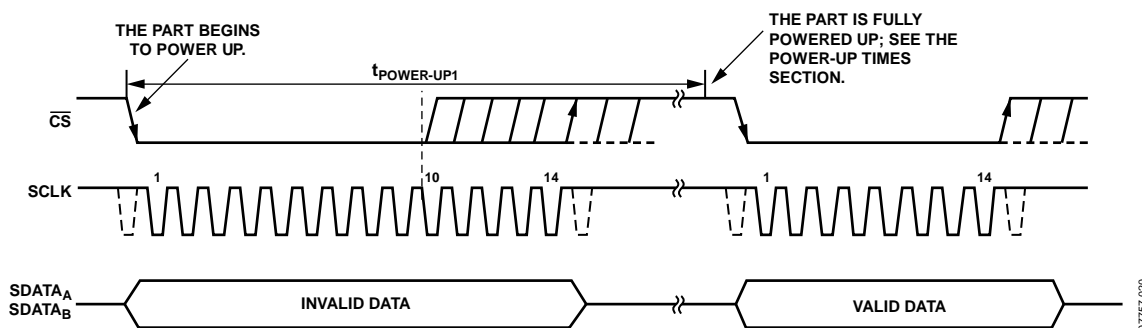 THE PART BEGINS
TO POWER UP.
THE PART IS FULLY
POWERED UP; SEE THE
POWER-UP TIMES
SECTION.
tPOWER-UP1
CS
SCLK
1
10
14
1
14
SDATAA
SDATAB
INVALID DATA
VALID DATA